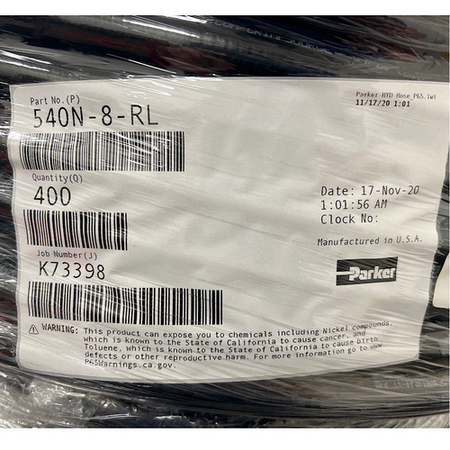 Part No.(P)
540N-8-RL
Parker-HYD Hose_P65.lwl
11/17/20 1:01
Quantity(Q)
400
Date: 17-Nov-20
1:01:56 AM
Clock No:
Job Number(J)
K73398
Manufactured in U.S.A.
Parker
WARNING: This product can expose you to chemicals including Nickel compounds,
which is known to the State of California to cause cancer, and
Toluene, which is known to the State of California to cause birth
defects or other reproductive harm. For more information go to www.
P65Warnings.ca.gov.